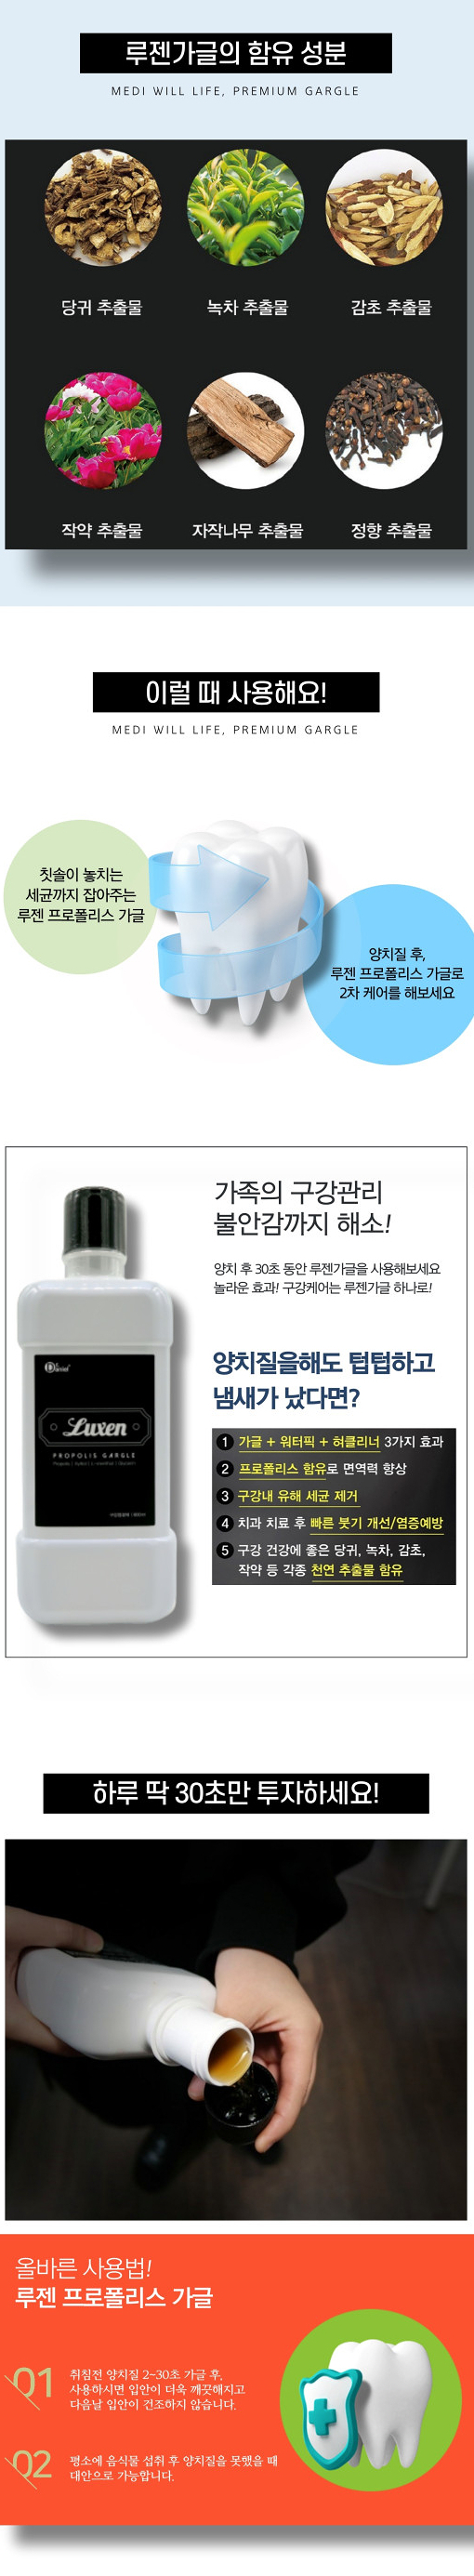 루젠가글의 함유 성분
MEDI WILL LIFE, PREMIUM GARGLE
당귀 추출물
녹차 추출물
감초 추출물
작약 추출물
자작나무 추출물
정향 추출물
이럴 때 사용해요!
MEDI WILL LIFE, PREMIUM GARGLE
칫솔이 놓치는
세균까지 잡아주는
루젠 프로폴리스 가글
양치질 후,
루젠 프로폴리스 가글로
2차 케어를 해보세요
가족의 구강관리
불안감까지 해소!
양치 후 30초 동안 루젠가글을 사용해보세요
놀라운 효과! 구강케어는 루젠가글 하나로!
양치질을해도 텁텁하고
냄새가 났다면?
1 가글 + 워터픽 + 혀클리너 3가지 효과
2 프로폴리스 함유로 면역력 향상
3 구강내 유해 세균 제거
4 치과 치료 후 빠른 붓기 개선/염증예방
5 구강 건강에 좋은 당귀, 녹차, 감초,
작약 등 각종 천연 추출물 함유
Luxen
PROPOLIS GARGLE
하루 딱 30초만 투자하세요!
올바른 사용법!
루젠 프로폴리스 가글
01
취침전 양치질 2~30초 가글 후,
사용하시면 입안이 더욱 깨끗해지고
다음날 입안이 건조하지 않습니다.
02
평소에 음식물 섭취 후 양치질을 못했을 때
대안으로 가능합니다.